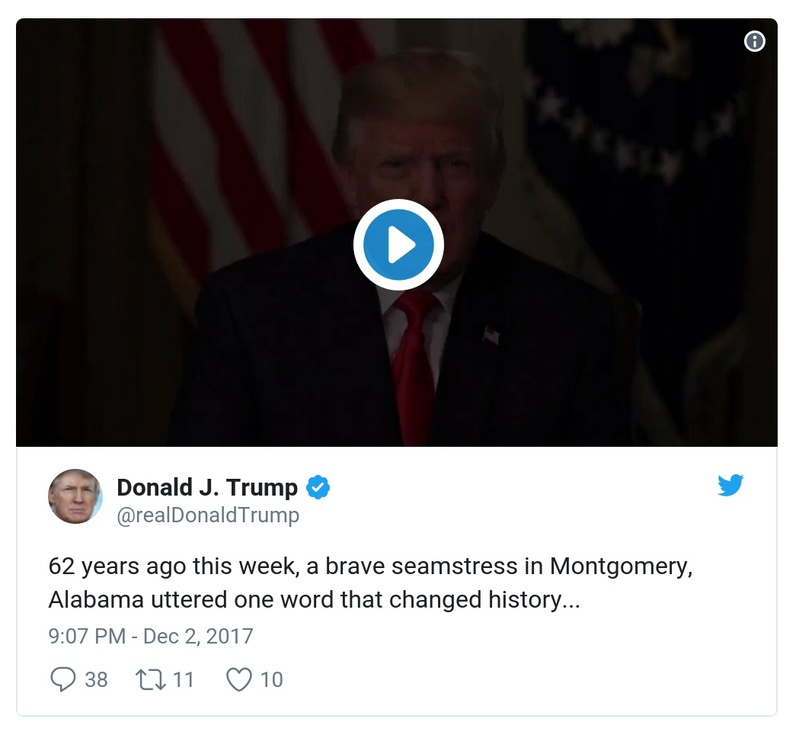 Donald J. Trump
@realDonaldTrump
62 years ago this week, a brave seamstress in Montgomery,
Alabama uttered one word that changed history...
9:07 PM - Dec 2, 2017
38 11 10